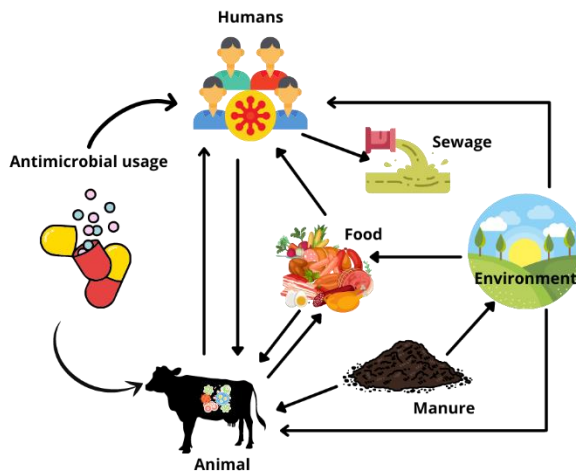 Humans
Antimicrobial usage
Sewage
Food
Environment
Manure
Animal